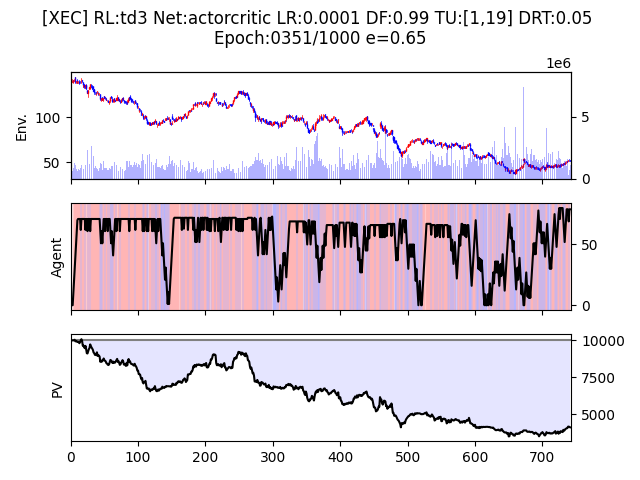 [XEC] RL:td3 Net:actorcritic LR:0.0001 DF:0.99 TU:[1,19] DRT:0.05
Epoch:0351/1000 e=0.65
1e6
Env.
100
50
5
0
Agent
50
0
PV
10000
7500
5000
0 100 200 300 400 500 600 700